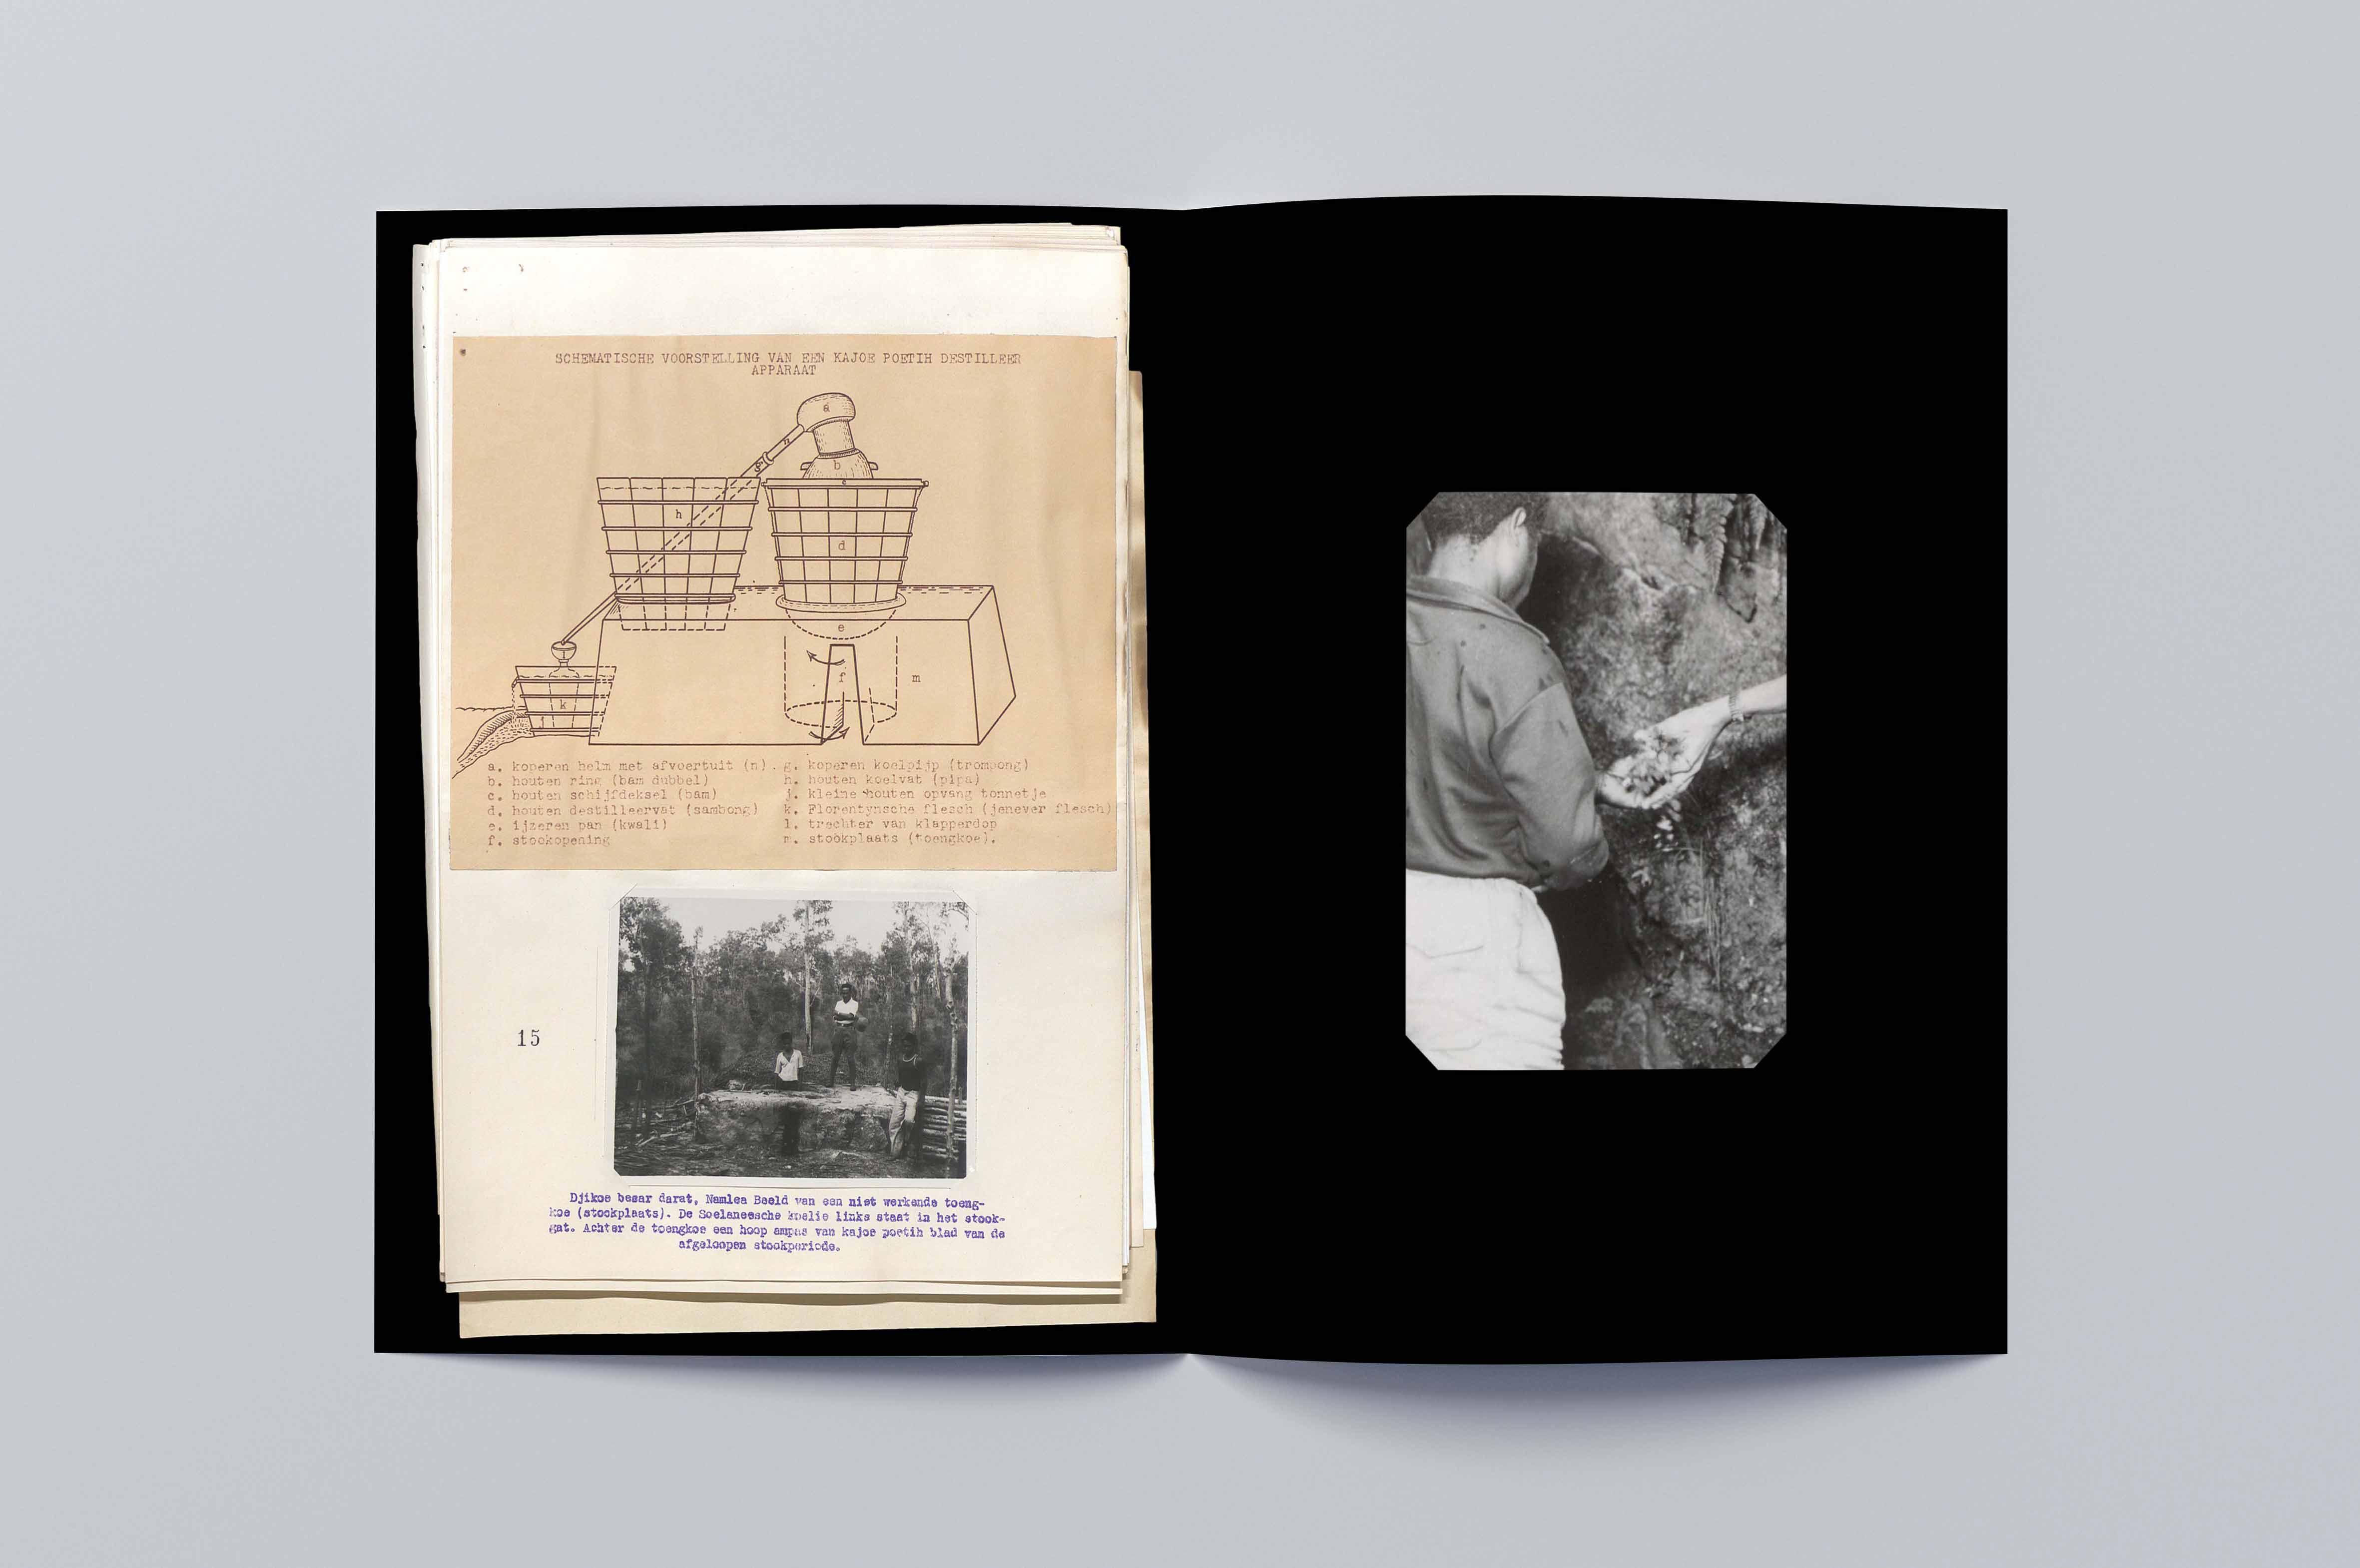 SCHEMATISCHE VOORSTELLING VAN EEN KAJOE POETIH DESTILLEER
APPARAAT
a
n
g
b
c
h
d
e
l
f
m
k
j
a. koperen helm met afvoertuit (n).
b. houten ring (bam dubbel)
c. houten schijfdeksel (bam)
d. houten destilleervat (sambong)
e. ijzeren pan (kwali)
f. stookopening
g. koperen koelpijp (trompong)
h. houten koelvat (pipa)
j. kleine houten opvang tonnetje
k. Florentynsche flesch (jenever flesch)
l. trechter van klapperdop
m. stookplaats (toengkoe).
15
Djikoe besar darat, Namlea Beeld van een niet werkende toeng-
koe (stookplaats). De Soelaneesche koelie links staat in het stook-
gat. Achter de toengkoe een hoop ampas van kajoe poetih blad van de
afgeloopen stookperiode.